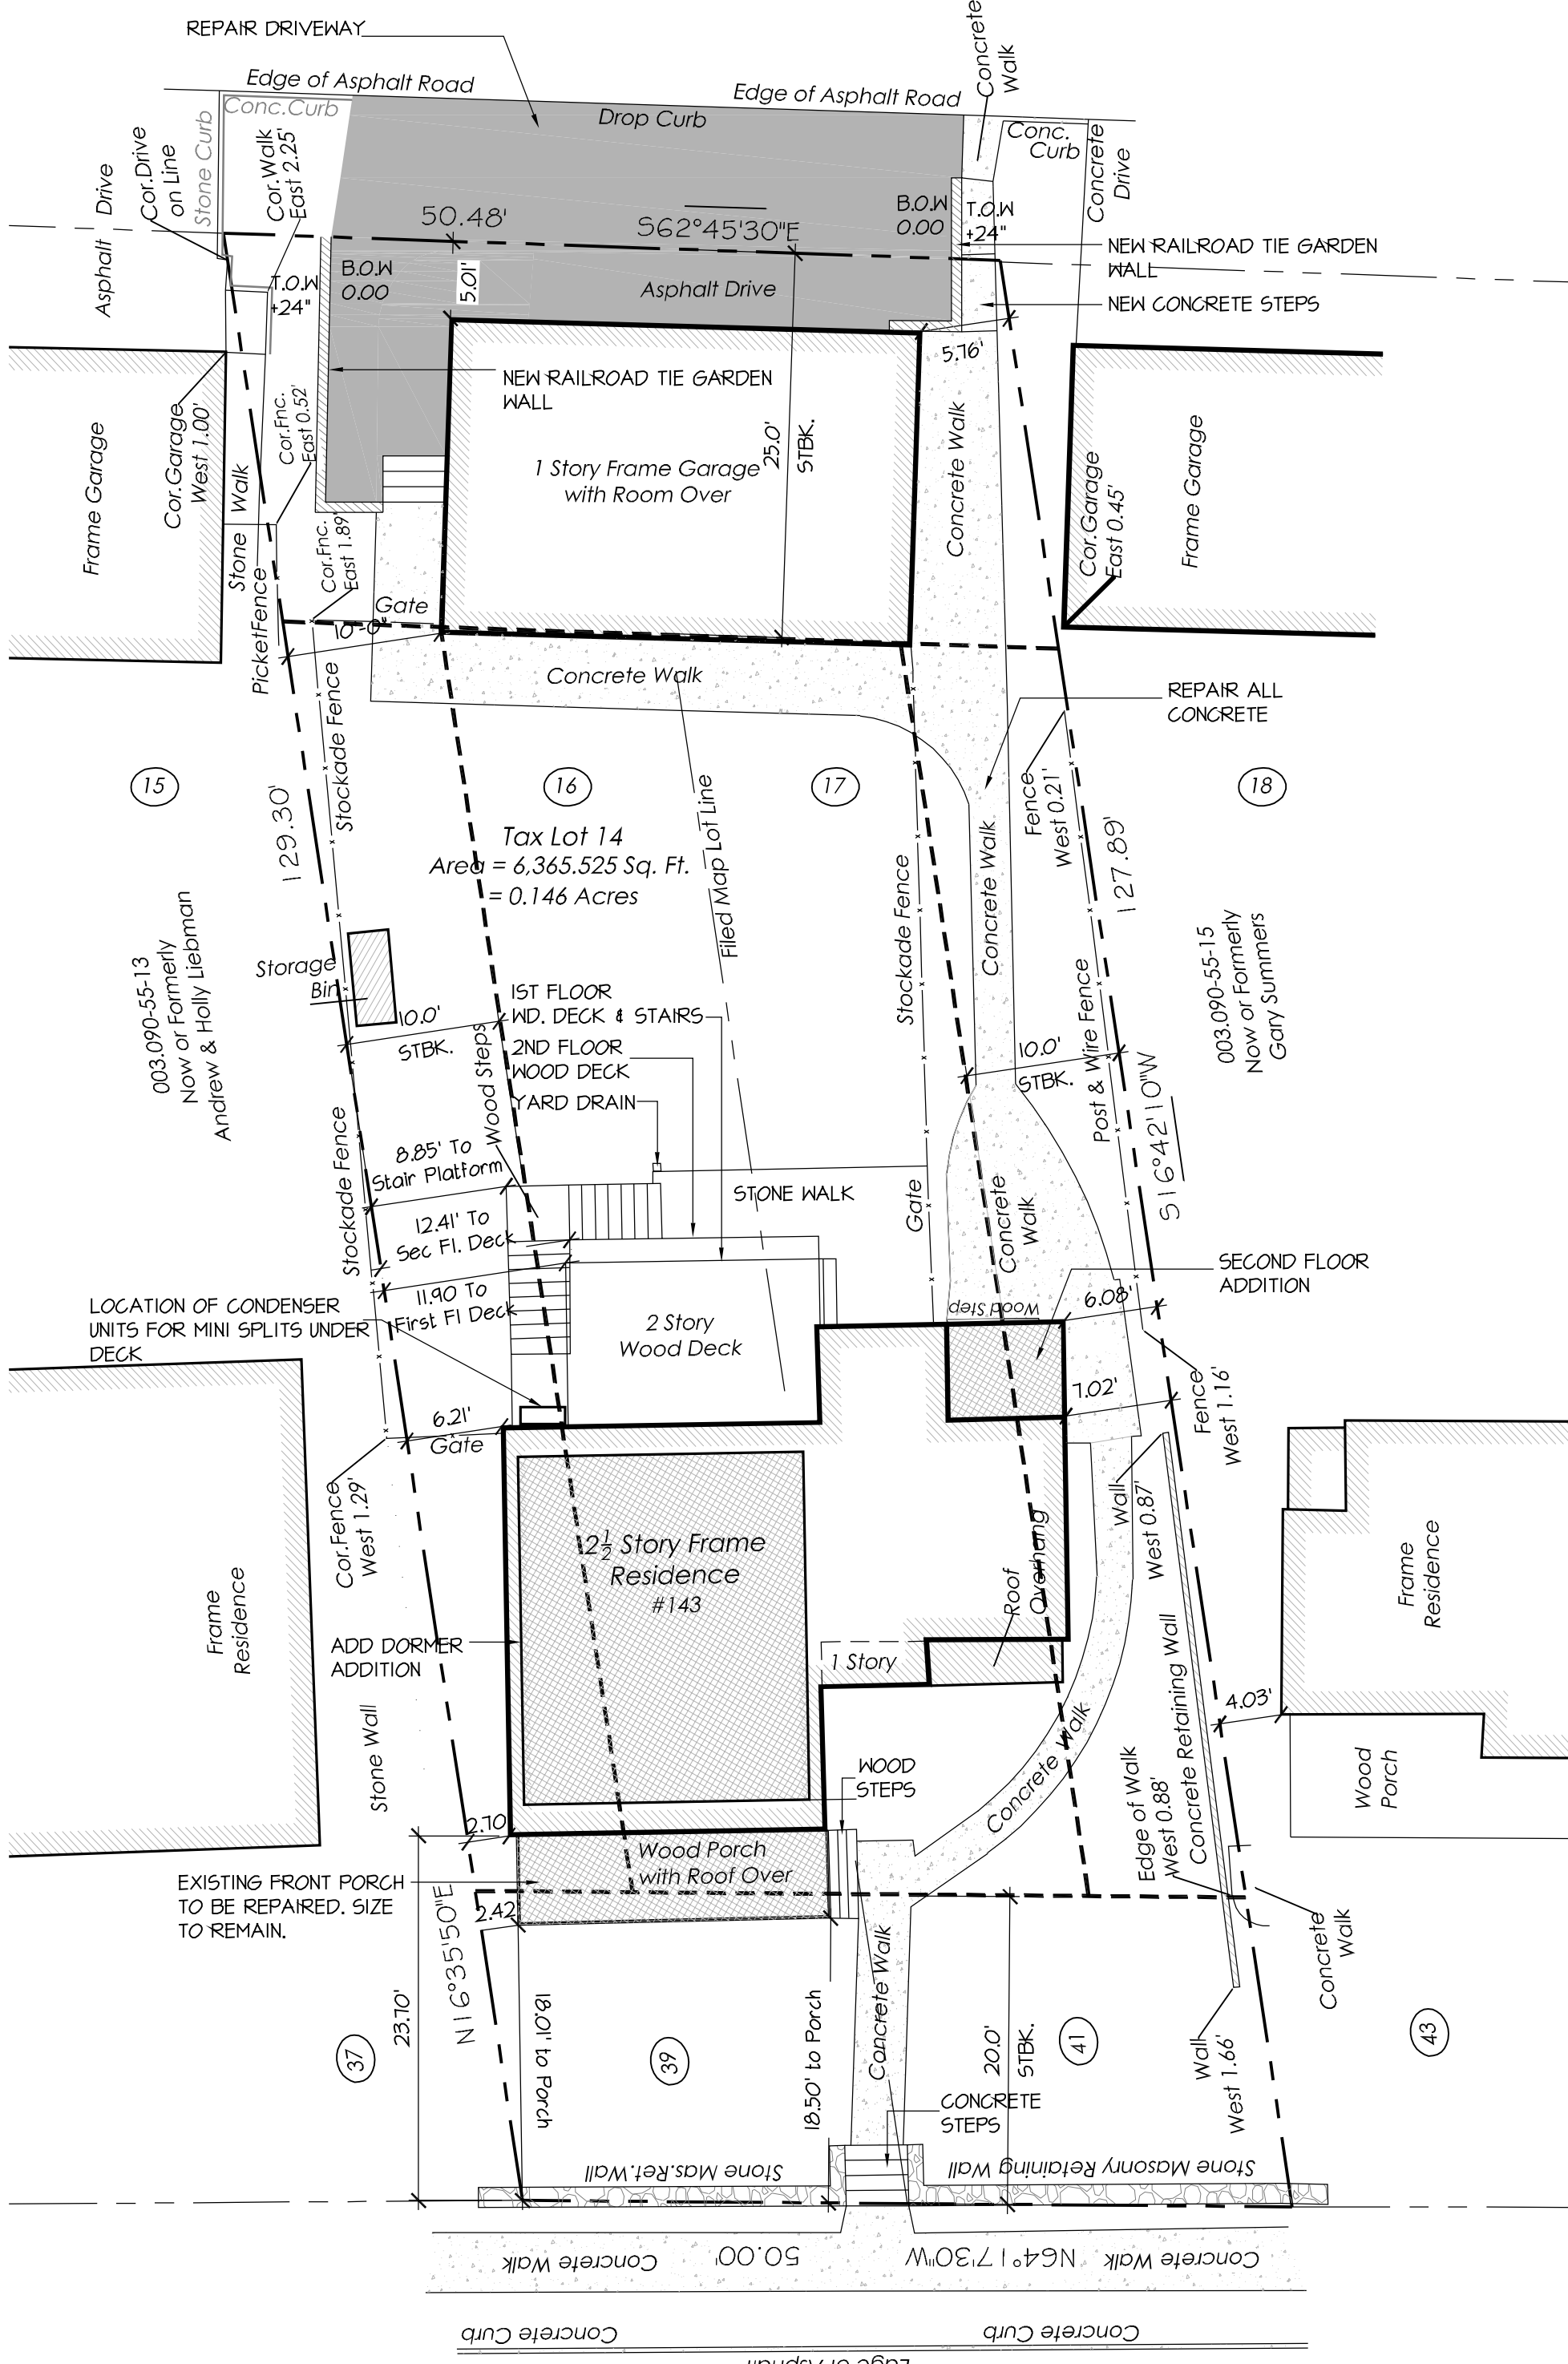 REPAIR DRIVEWAY
Concrete
Walk
Edge of Asphalt Road
Edge of Asphalt Road
Conc.Curb
Drop Curb
Conc.
Curb
Concrete
Drive
Stone Curb
Cor.Drive
on Line
Cor.Walk
East 2.25'
Asphalt Drive
50.48'
S62°45'30"E
B.O.W
0.00
T.O.W
+24"
NEW RAILROAD TIE GARDEN
WALL
T.O.W
+24"
B.O.W
0.00
5.01'
Asphalt Drive
NEW CONCRETE STEPS
5.76'
NEW RAILROAD TIE GARDEN
WALL
Frame Garage
Cor.Garage
West 1.00'
Stone Walk
Cor.Fnc.
East 0.52'
1 Story Frame Garage
with Room Over
25.0'
STBK.
Concrete Walk
Cor.Garage
East 0.45'
Frame Garage
PicketFence
Cor.Fnc.
East 1.89'
Gate
10'-0"
Concrete Walk
Stockade Fence
REPAIR ALL
CONCRETE
15
16
17
18
129.30'
Tax Lot 14
Area = 6,365.525 Sq. Ft.
= 0.146 Acres
Filed Map Lot Line
Stockade Fence
Concrete Walk
Fence
West 0.21'
127.89'
003.090-55-13
Now or Formerly
Andrew & Holly Liebman
Storage
Bin
10.0'
STBK.
Wood Steps
1ST FLOOR
WD. DECK & STAIRS
2ND FLOOR
WOOD DECK
YARD DRAIN
10.0'
STBK.
Post & Wire Fence
S16°42'10"W
003.090-55-15
Now or Formerly
Gary Summers
Stockade Fence
8.85' To
Stair Platform
STONE WALK
Gate
Concrete
Walk
12.41' To
Sec Fl. Deck
11.90 To
First Fl Deck
SECOND FLOOR
ADDITION
LOCATION OF CONDENSER
UNITS FOR MINI SPLITS UNDER
DECK
2 Story
Wood Deck
Wood Step
6.08'
7.02'
Fence
West 1.16'
6.21'
Gate
Cor.Fence
West 1.29'
Wall
West 0.87'
Frame
Residence
2½ Story Frame
Residence
#143
Roof
Overhang
Frame
Residence
ADD DORMER
ADDITION
1 Story
Stone Wall
Concrete Retaining Wall
4.03'
WOOD
STEPS
Concrete Walk
Edge of Walk
West 0.88'
Wood
Porch
2.70
Wood Porch
with Roof Over
EXISTING FRONT PORCH
TO BE REPAIRED. SIZE
TO REMAIN.
N16°35'50"E
2.42
Concrete
Walk
23.70'
18.01' to Porch
18.50' to Porch
Concrete Walk
20.0'
STBK.
Wall
West 1.66'
37
39
41
43
CONCRETE
STEPS
Stone Mas.Ret.Wall
Stone Masonry Retaining Wall
Concrete Walk
50.00'
N64°17'30"W
Concrete Walk
Concrete Curb
Concrete Curb
Edge of Asphalt